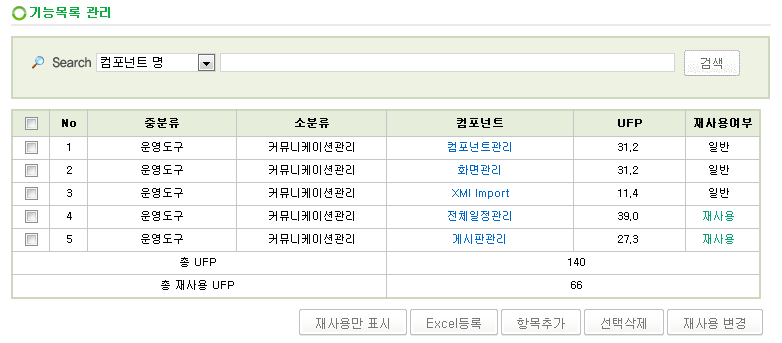 기능목록 관리
Search 컴포넌트 명 검색
No 중분류 소분류 컴포넌트 UFP 재사용여부
1 운영도구 커뮤니케이션관리 컴포넌트관리 31,2 일반
2 운영도구 커뮤니케이션관리 화면관리 31,2 일반
3 운영도구 커뮤니케이션관리 XMI Import 11,4 일반
4 운영도구 커뮤니케이션관리 전체일정관리 39,0 재사용
5 운영도구 커뮤니케이션관리 게시판관리 27,3 재사용
총 UFP 140
총 재사용 UFP 66
재사용만 표시 Excel등록 항목추가 선택삭제 재사용 변경